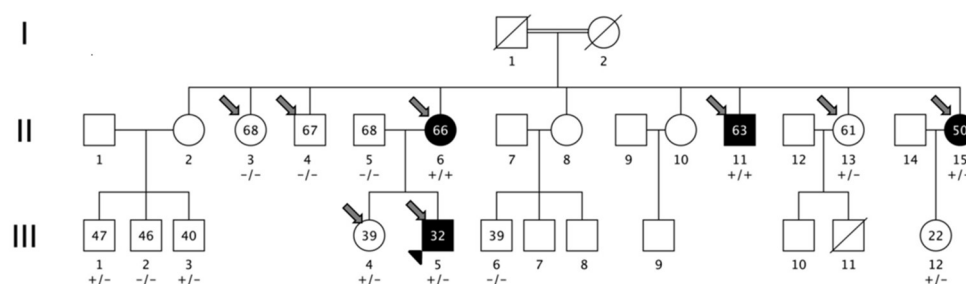 I
1 2
II
68 67 68 66 63 61 50
1 2 3 4 5 6 7 8 9 10 11 12 13 14 15
−/− −/− −/− +/+ +/+ +/− +/−
III
47 46 40 39 32 39 22
1 2 3 4 5 6 7 8 9 10 11 12
+/− −/− +/− +/− +/− −/− +/−